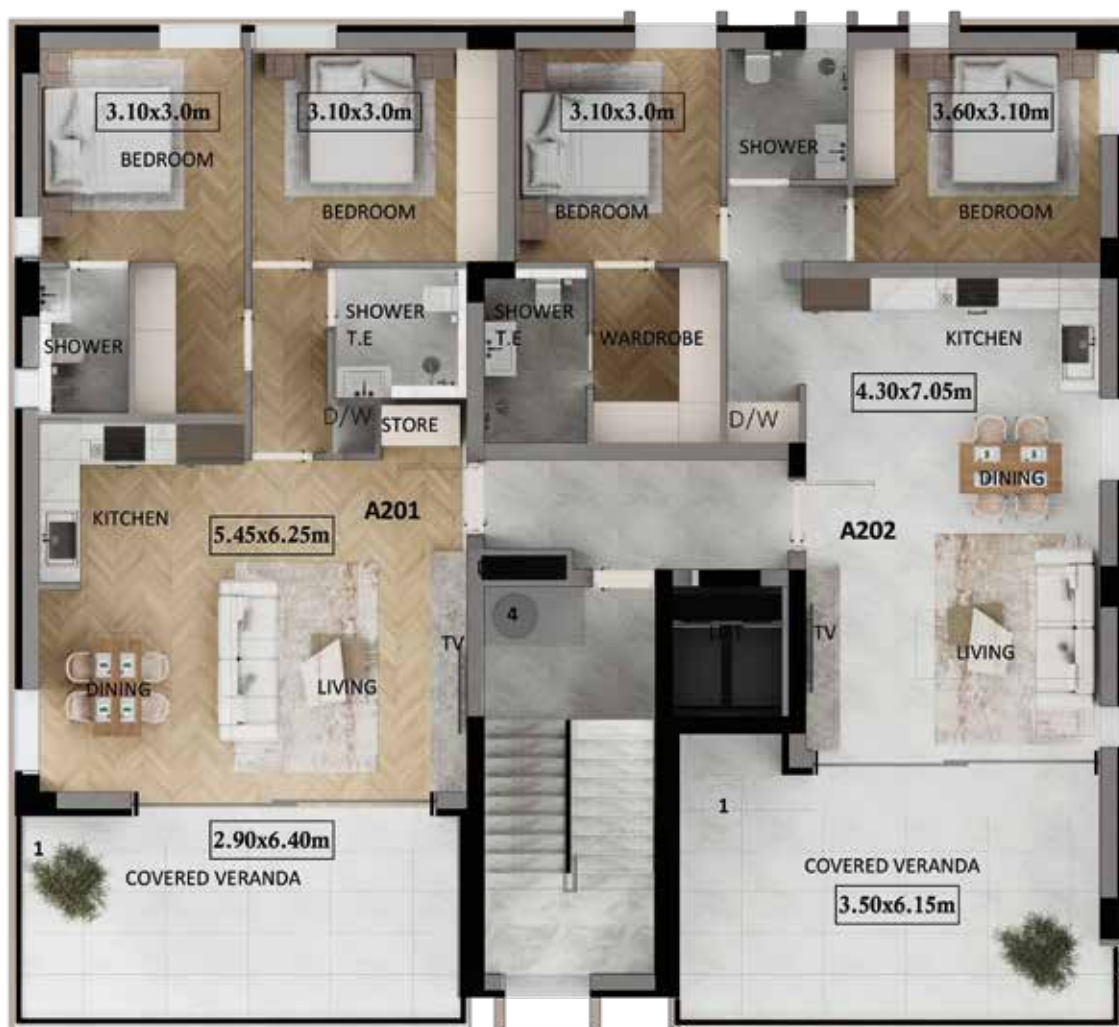 3.10x3.0m
BEDROOM
3.10x3.0m
BEDROOM
3.10x3.0m
BEDROOM
SHOWER
3.60x3.10m
BEDROOM
SHOWER
SHOWER
T.E
SHOWER
T.E
WARDROBE
KITCHEN
4.30x7.05m
D/W
STORE
D/W
DINING
KITCHEN
A201
5.45x6.25m
A202
4
LIFT
TV
TV
LIVING
DINING
LIVING
1
2.90x6.40m
COVERED VERANDA
1
COVERED VERANDA
3.50x6.15m